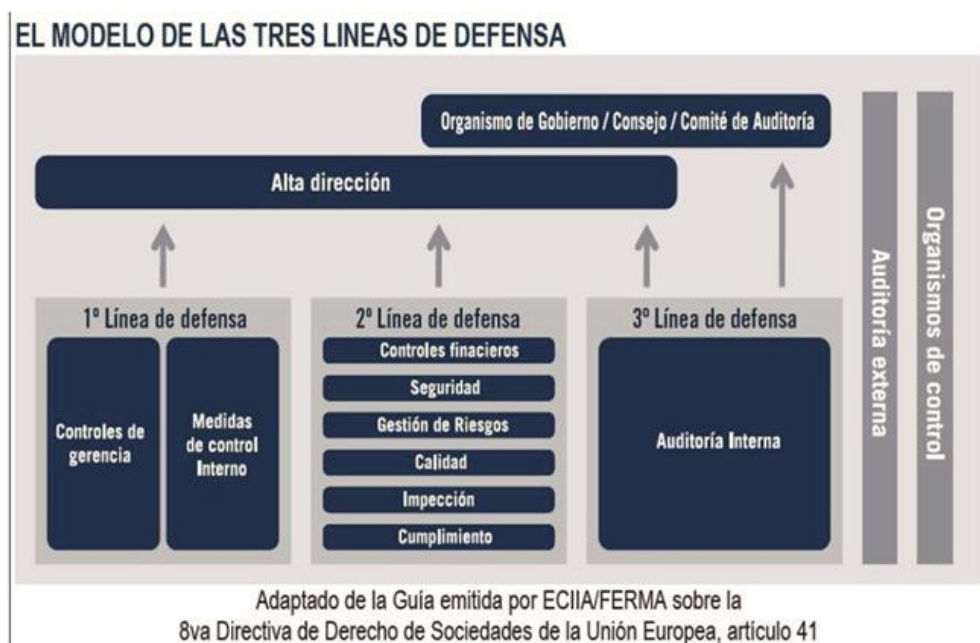 EL MODELO DE LAS TRES LINEAS DE DEFENSA
Organismo de Gobierno / Consejo / Comité de Auditoría
Alta dirección
1º Línea de defensa
Controles de
gerencia
Medidas
de control
Interno
2º Línea de defensa
Controles finacieros
Seguridad
Gestión de Riesgos
Calidad
Impección
Cumplimiento
3º Línea de defensa
Auditoría Interna
Auditoría externa
Organismos de control
Adaptado de la Guía emitida por ECIIA/FERMA sobre la
8va Directiva de Derecho de Sociedades de la Unión Europea, artículo 41